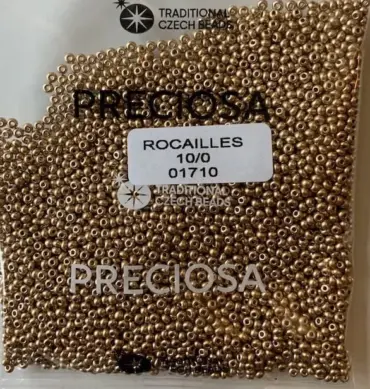 TRADITIONAL
CZECH BEADS
PRECIOSA
ROCAILLES
10/0
01710
TRADITIONAL
CZECH BEADS
PRECIOSA